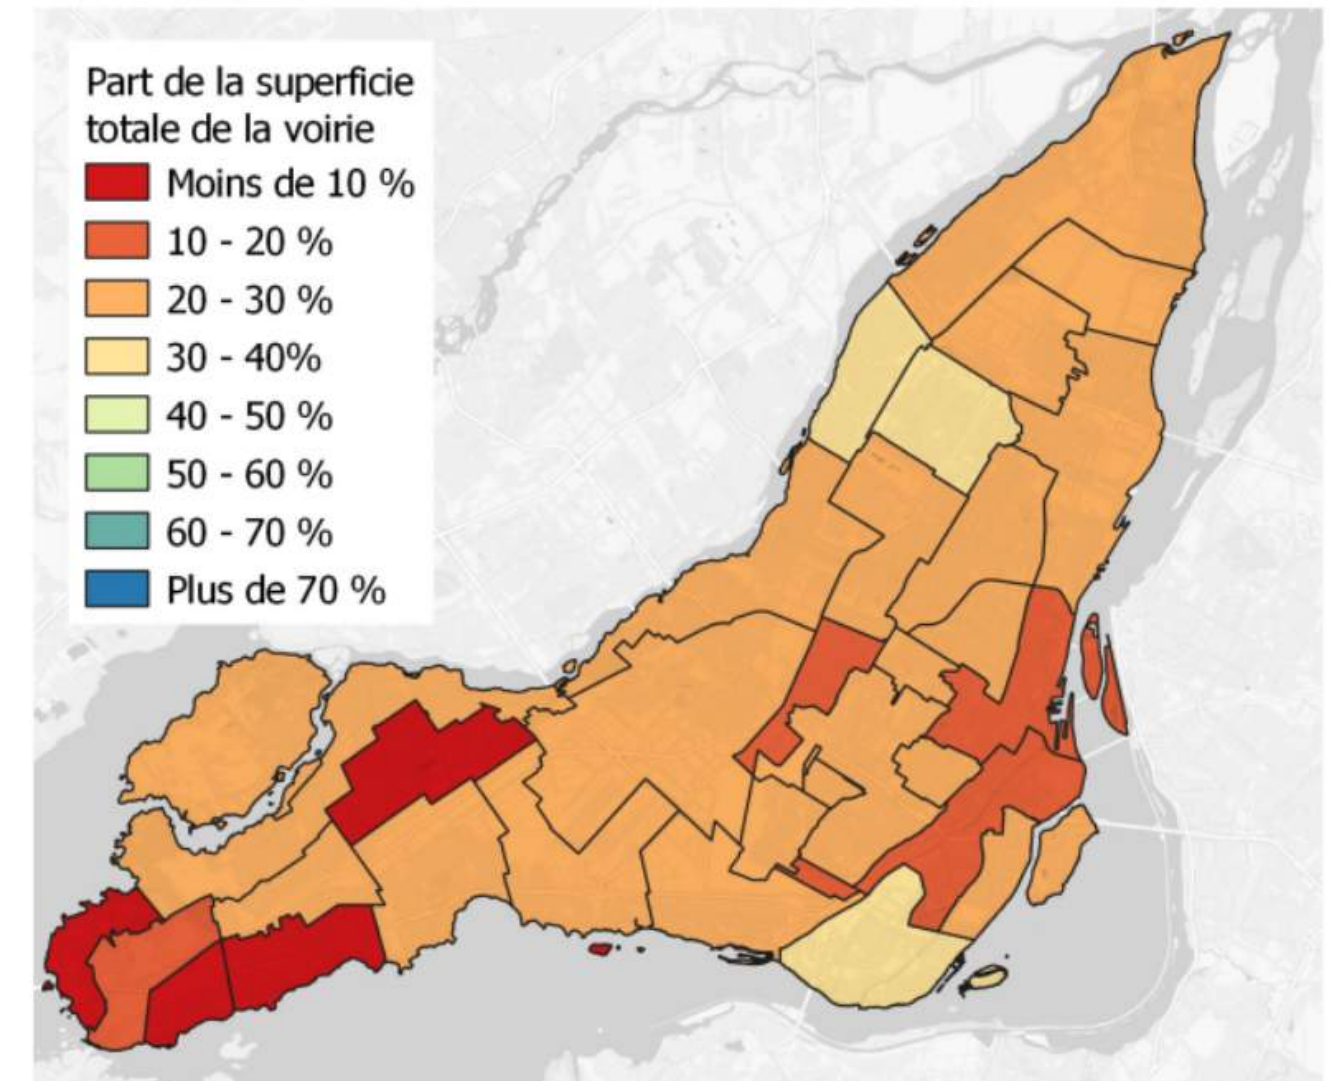 Part de la superficie
totale de la voirie
Moins de 10 %
10 - 20 %
20 - 30 %
30 - 40%
40 - 50 %
50 - 60 %
60 - 70 %
Plus de 70 %